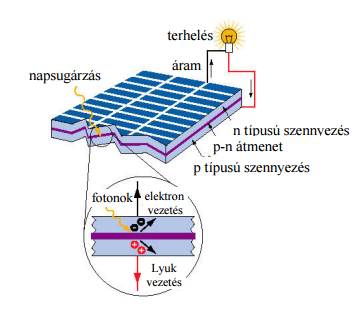 terhelés
áram
napsugárzás
n típusú szennyezés
p-n átmenet
p típusú szennyezés
fotonok
elektron
vezetés
Lyuk
vezetés